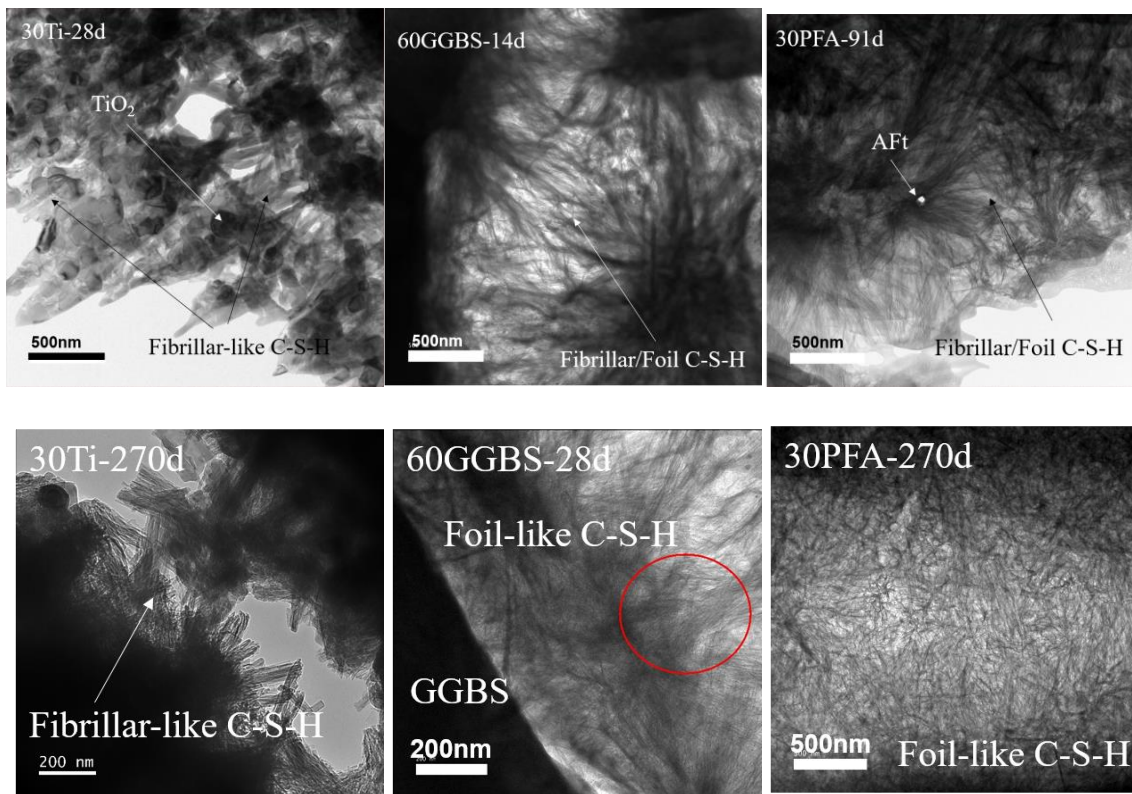 30Ti-28d
TiO2
Fibrillar-like C-S-H
500nm
60GGBS-14d
Fibrillar/Foil C-S-H
500nm
30PFA-91d
AFt
Fibrillar/Foil C-S-H
500nm
30Ti-270d
Fibrillar-like C-S-H
200 nm
60GGBS-28d
Foil-like C-S-H
GGBS
200nm
30PFA-270d
500nm
Foil-like C-S-H